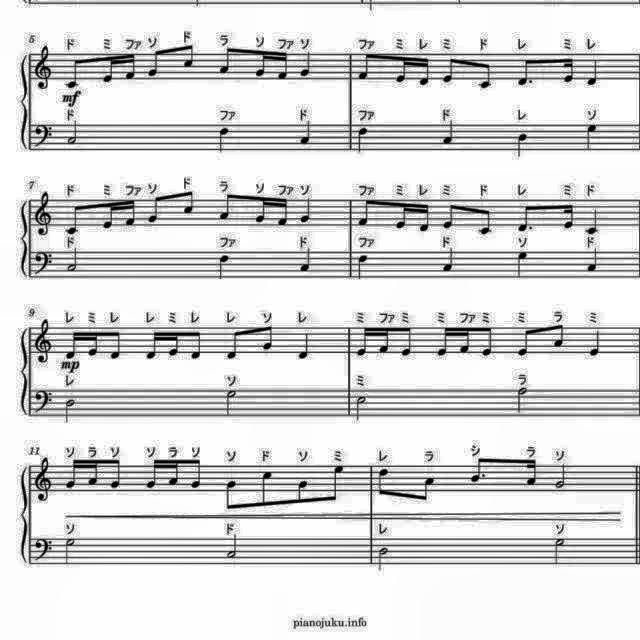 5 ド ミ ファ ソ ド ラ ソ ファ ソ ファ ミ レ ミ ド レ ミ レ
mf
ド ファ ド ファ ド レ ソ
7 ド ミ ファ ソ ド ラ ソ ファ ソ ファ ミ レ ミ ド レ ミ ド
ド ファ ド ファ ド ソ ド
9 レ ミ レ レ ミ レ レ ソ レ ミ ファ ミ ミ ファ ミ ミ ラ ミ
mp
レ ソ ミ ラ
11 ソ ラ ソ ソ ラ ソ ソ ド ソ ミ レ ラ シ ラ ソ
ソ ド レ ソ
pianojuku.info